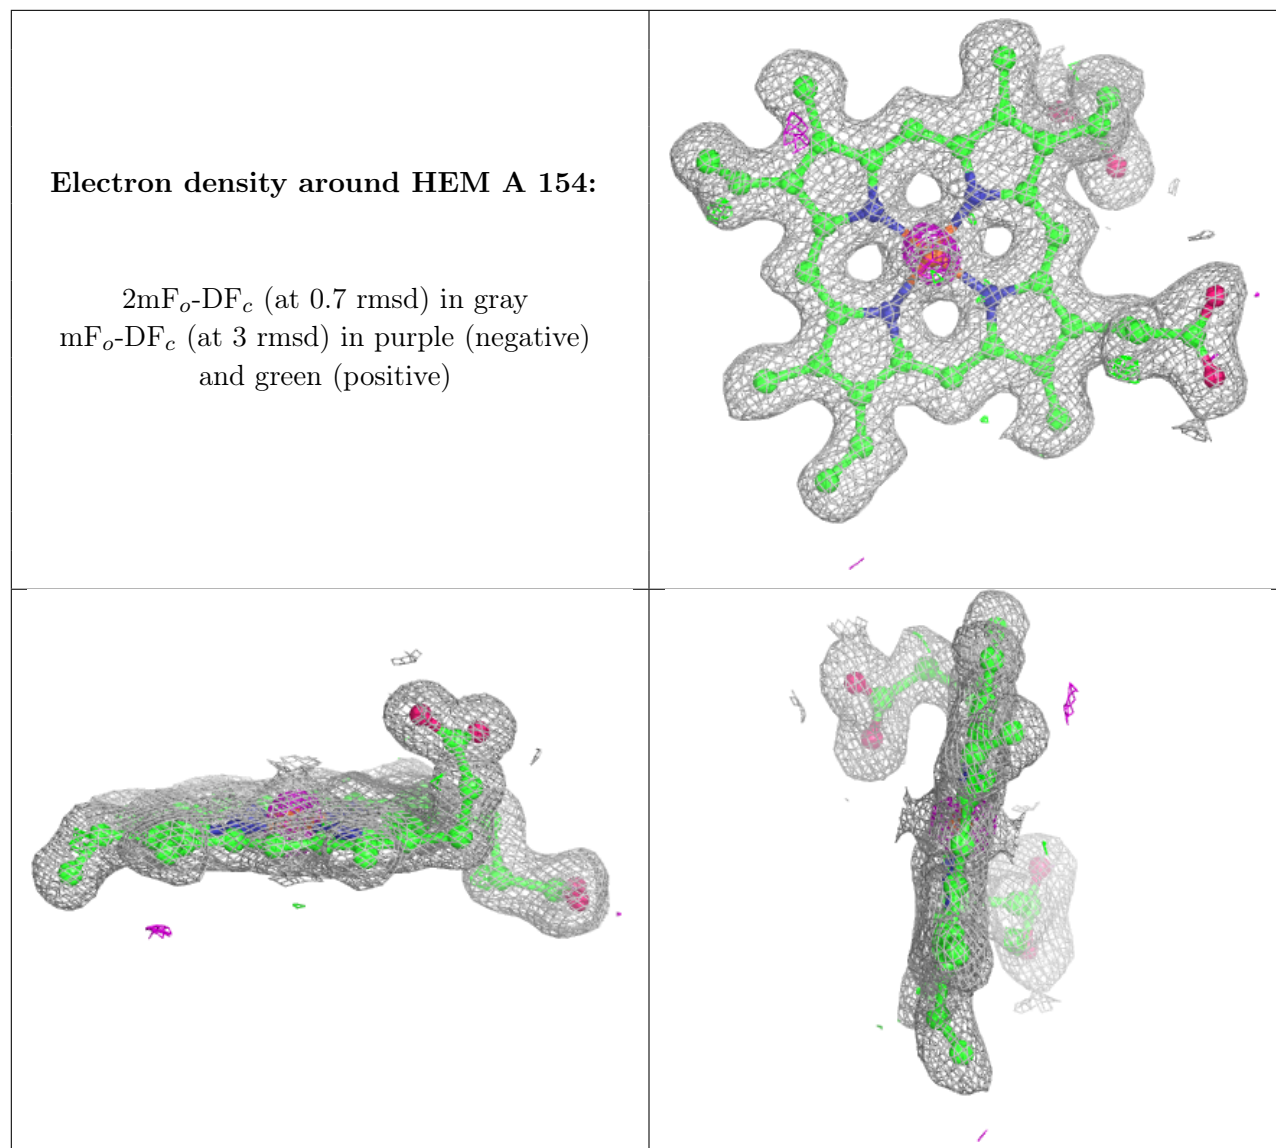 Electron density around HEM A 154:
2mFₒ-DF𝒸 (at 0.7 rmsd) in gray
mFₒ-DF𝒸 (at 3 rmsd) in purple (negative)
and green (positive)